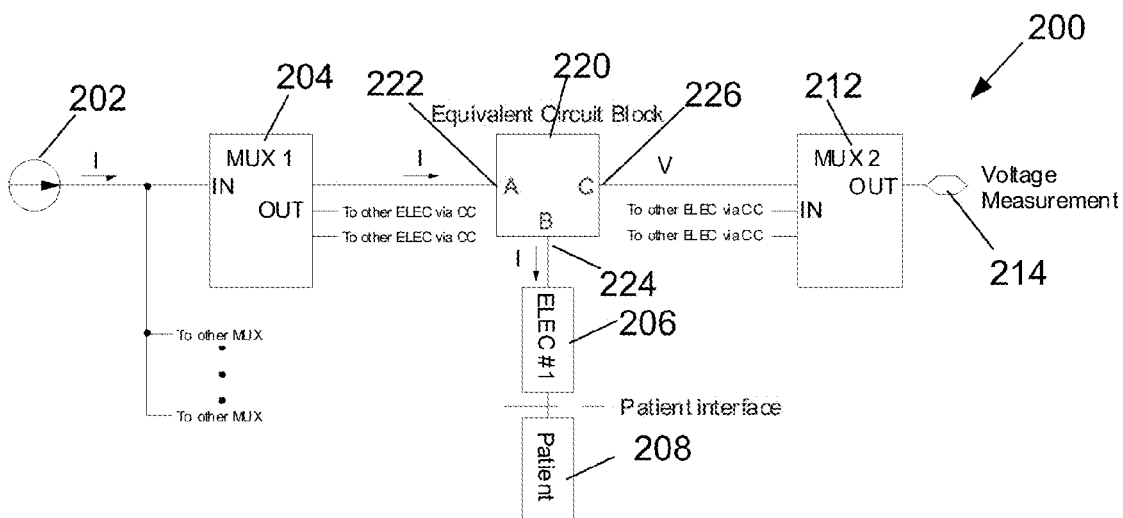 200
202
204
222
220
226
212
Equivalent Circuit Block
I
IN
MUX 1
OUT
I
A
C
B
V
MUX 2
OUT
IN
Voltage
Measurement
To other ELEC via CC
To other ELEC via CC
To other ELEC via CC
To other ELEC via CC
I
224
214
ELEC #1
206
To other MUX
To other MUX
Patient interface
Patient
208